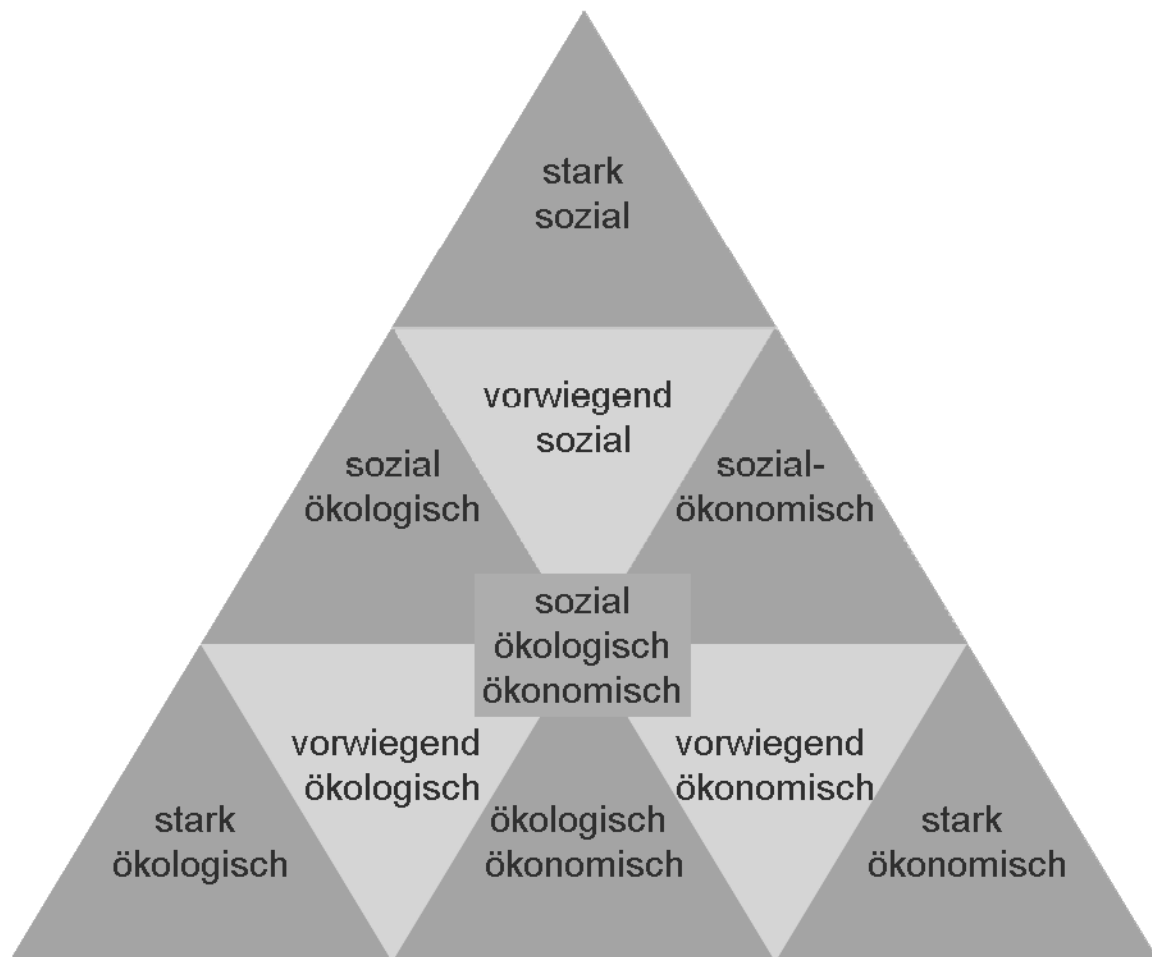 stark
sozial
vorwiegend
sozial
sozial
ökologisch
sozial-
ökonomisch
sozial
ökologisch
ökonomisch
vorwiegend
ökologisch
vorwiegend
ökonomisch
stark
ökologisch
ökologisch
ökonomisch
stark
ökonomisch